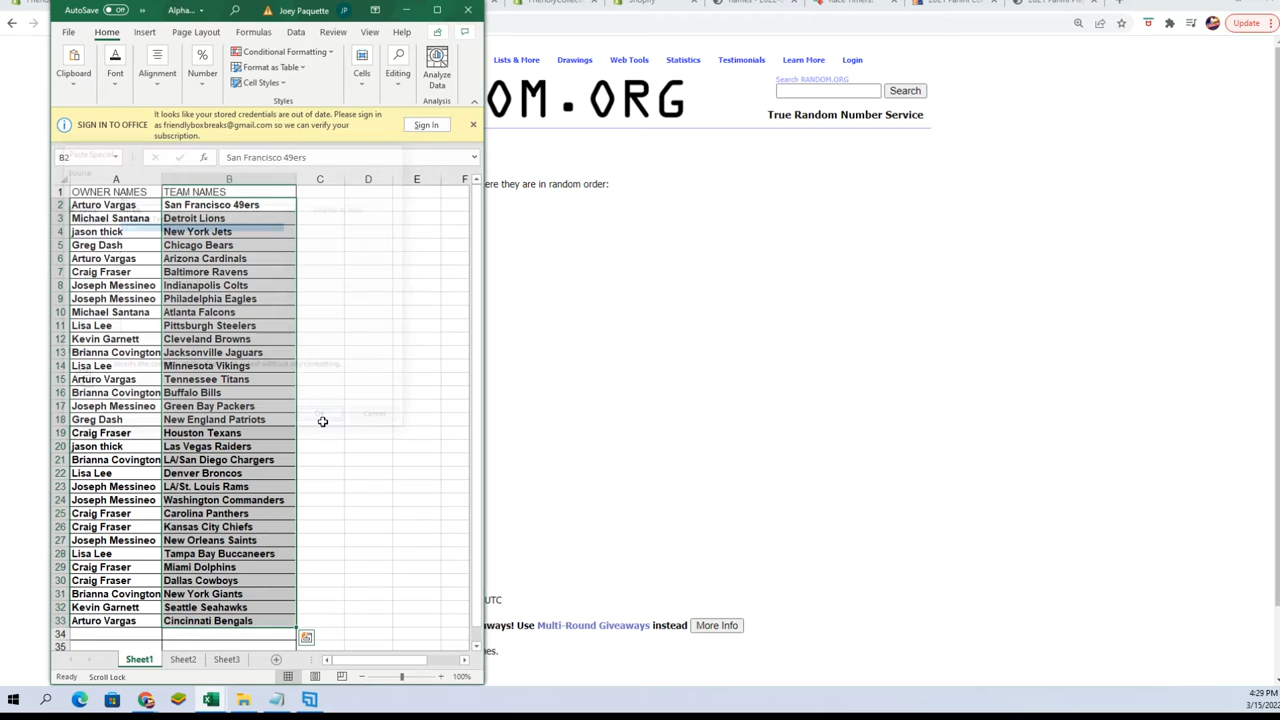 AutoSave Off Alpha... Joey Paquette JP
File Home Insert Page Layout Formulas Data Review View Help
Clipboard Font Alignment Number Conditional Formatting Format as Table Cell Styles Cells Editing Analyze Data
Styles Analysis
SIGN IN TO OFFICE It looks like your stored credentials are out of date. Please sign in as friendlyboxbreaks@gmail.com so we can verify your subscription. Sign In
B2 fx San Francisco 49ers
A B C D E F
1 OWNER NAMES TEAM NAMES
2 Arturo Vargas San Francisco 49ers
3 Michael Santana Detroit Lions
4 jason thick New York Jets
5 Greg Dash Chicago Bears
6 Arturo Vargas Arizona Cardinals
7 Craig Fraser Baltimore Ravens
8 Joseph Messineo Indianapolis Colts
9 Joseph Messineo Philadelphia Eagles
10 Michael Santana Atlanta Falcons
11 Lisa Lee Pittsburgh Steelers
12 Kevin Garnett Cleveland Browns
13 Brianna Covington Jacksonville Jaguars
14 Lisa Lee Minnesota Vikings
15 Arturo Vargas Tennessee Titans
16 Brianna Covington Buffalo Bills
17 Joseph Messineo Green Bay Packers
18 Greg Dash New England Patriots
19 Craig Fraser Houston Texans
20 jason thick Las Vegas Raiders
21 Brianna Covington LA/San Diego Chargers
22 Lisa Lee Denver Broncos
23 Joseph Messineo LA/St. Louis Rams
24 Joseph Messineo Washington Commanders
25 Craig Fraser Carolina Panthers
26 Craig Fraser Kansas City Chiefs
27 Joseph Messineo New Orleans Saints
28 Lisa Lee Tampa Bay Buccaneers
29 Craig Fraser Miami Dolphins
30 Craig Fraser Dallas Cowboys
31 Brianna Covington New York Giants
32 Kevin Garnett Seattle Seahawks
33 Arturo Vargas Cincinnati Bengals
34
35
Sheet1 Sheet2 Sheet3
Ready Scroll Lock 100%
Update
Lists & More Drawings Web Tools Statistics Testimonials Learn More Login
Search RANDOM.ORG
Search
OM.ORG
True Random Number Service
ere they are in random order:
UTC
ways! Use Multi-Round Giveaways instead More Info
nes.
4:29 PM
3/15/2022